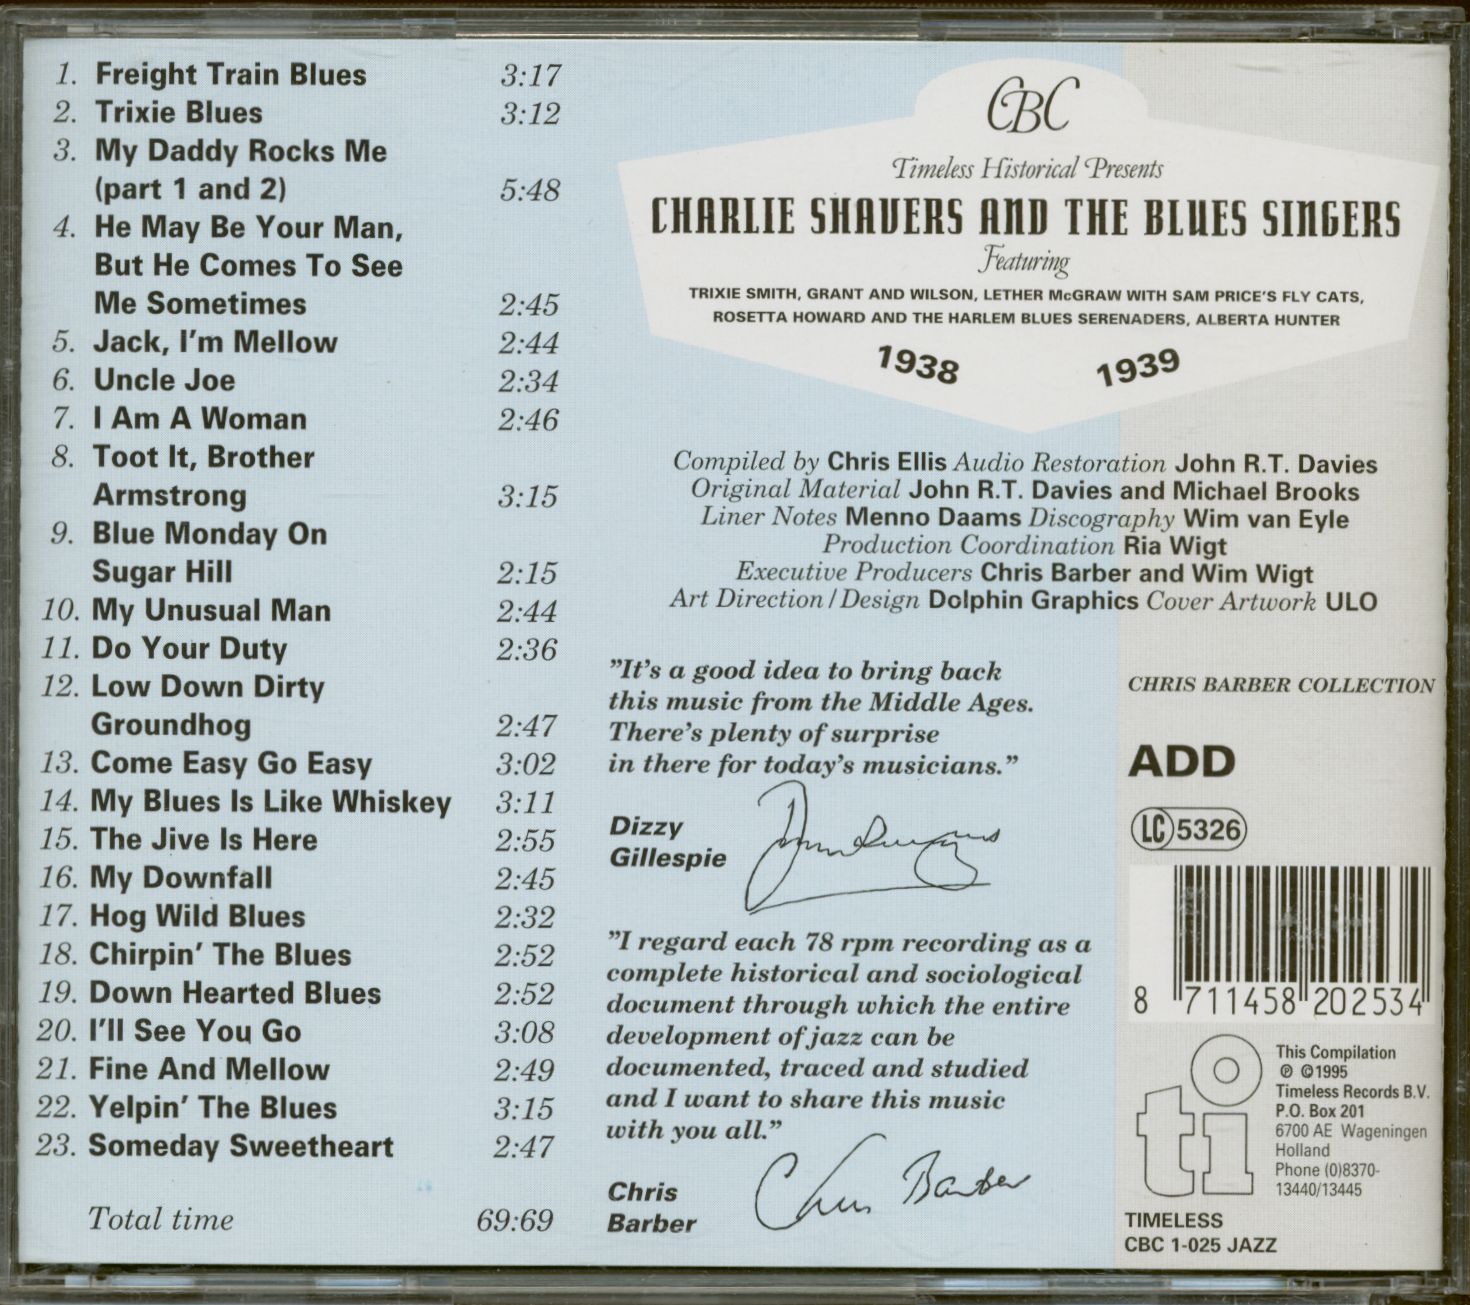 1. Freight Train Blues 3:17
2. Trixie Blues 3:12
3. My Daddy Rocks Me
(part 1 and 2) 5:48
4. He May Be Your Man,
But He Comes To See
Me Sometimes 2:45
5. Jack, I'm Mellow 2:44
6. Uncle Joe 2:34
7. I Am A Woman 2:46
8. Toot It, Brother
Armstrong 3:15
9. Blue Monday On
Sugar Hill 2:15
10. My Unusual Man 2:44
11. Do Your Duty 2:36
12. Low Down Dirty
Groundhog 2:47
13. Come Easy Go Easy 3:02
14. My Blues Is Like Whiskey 3:11
15. The Jive Is Here 2:55
16. My Downfall 2:45
17. Hog Wild Blues 2:32
18. Chirpin' The Blues 2:52
19. Down Hearted Blues 2:52
20. I'll See You Go 3:08
21. Fine And Mellow 2:49
22. Yelpin' The Blues 3:15
23. Someday Sweetheart 2:47
Total time 69:69
CBC
Timeless Historical Presents
CHARLIE SHAVERS AND THE BLUES SINGERS
Featuring
TRIXIE SMITH, GRANT AND WILSON, LETHER McGRAW WITH SAM PRICE'S FLY CATS,
ROSETTA HOWARD AND THE HARLEM BLUES SERENADERS, ALBERTA HUNTER
1938 1939
Compiled by Chris Ellis Audio Restoration John R.T. Davies
Original Material John R.T. Davies and Michael Brooks
Liner Notes Menno Daams Discography Wim van Eyle
Production Coordination Ria Wigt
Executive Producers Chris Barber and Wim Wigt
Art Direction / Design Dolphin Graphics Cover Artwork ULO
"It's a good idea to bring back
this music from the Middle Ages.
There's plenty of surprise
in there for today's musicians."
Dizzy
Gillespie
"I regard each 78 rpm recording as a
complete historical and sociological
document through which the entire
development of jazz can be
documented, traced and studied
and I want to share this music
with you all."
Chris
Barber
Chris Barber
CHRIS BARBER COLLECTION
ADD
LC 5326
8 711458 202534
ti
This Compilation
℗ ©1995
Timeless Records B.V.
P.O. Box 201
6700 AE Wageningen
Holland
Phone (0)8370-
13440/13445
TIMELESS
CBC 1-025 JAZZ